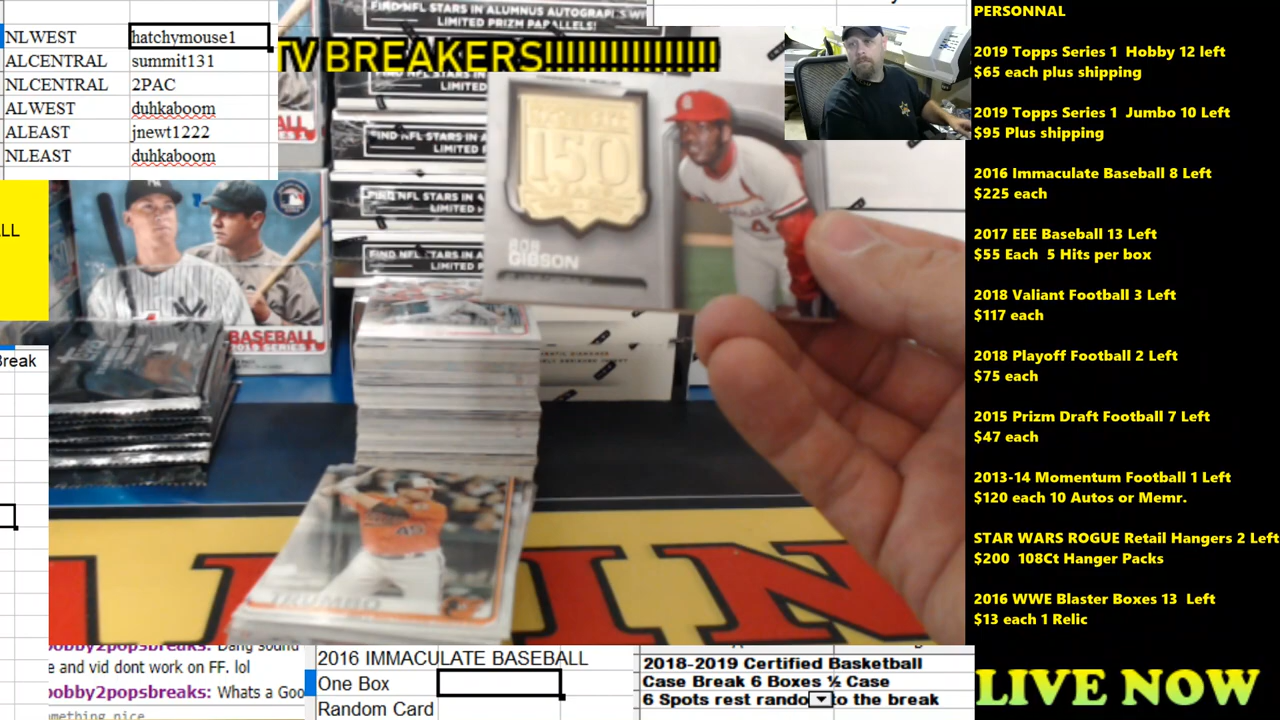 NLWEST hatchymouse1
ALCENTRAL summit131
NLCENTRAL 2PAC
ALWEST duhkaboom
ALEAST jnewt1222
NLEAST duhkaboom
TV BREAKERS!!!!!!!!!!!!!!!!!
LIMITED PRIZM PARALLELS!
150
BOB
GIBSON
BASEBALL
2019 SERIES 1
Break
TRUMBO
PERSONNAL
2019 Topps Series 1 Hobby 12 left
$65 each plus shipping
2019 Topps Series 1 Jumbo 10 Left
$95 Plus shipping
2016 Immaculate Baseball 8 Left
$225 each
2017 EEE Baseball 13 Left
$55 Each 5 Hits per box
2018 Valiant Football 3 Left
$117 each
2018 Playoff Football 2 Left
$75 each
2015 Prizm Draft Football 7 Left
$47 each
2013-14 Momentum Football 1 Left
$120 each 10 Autos or Memr.
STAR WARS ROGUE Retail Hangers 2 Left
$200 108Ct Hanger Packs
2016 WWE Blaster Boxes 13 Left
$13 each 1 Relic
LIVE NOW
e and vid dont work on FF. lol
obby2popsbreaks: Whats a Goo
2016 IMMACULATE BASEBALL
One Box
Random Card
2018-2019 Certified Basketball
Case Break 6 Boxes ½ Case
6 Spots rest rando to the break